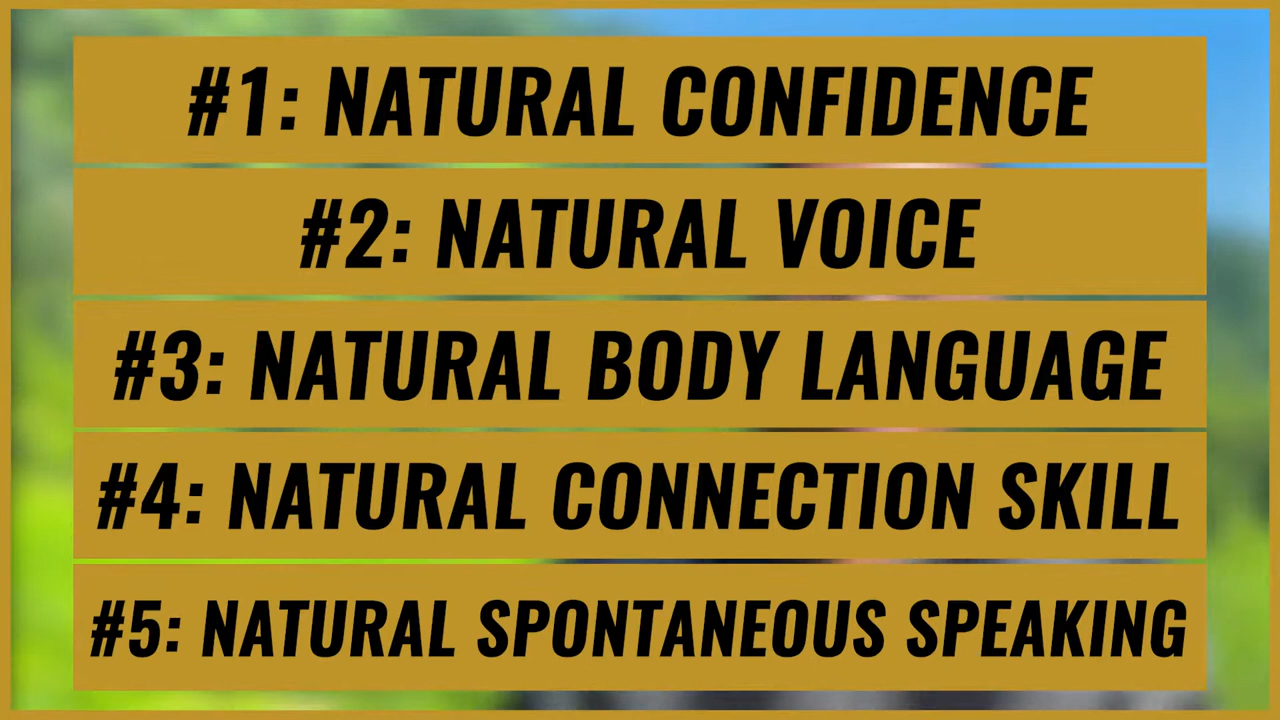 #1: NATURAL CONFIDENCE
#2: NATURAL VOICE
#3: NATURAL BODY LANGUAGE
#4: NATURAL CONNECTION SKILL
#5: NATURAL SPONTANEOUS SPEAKING